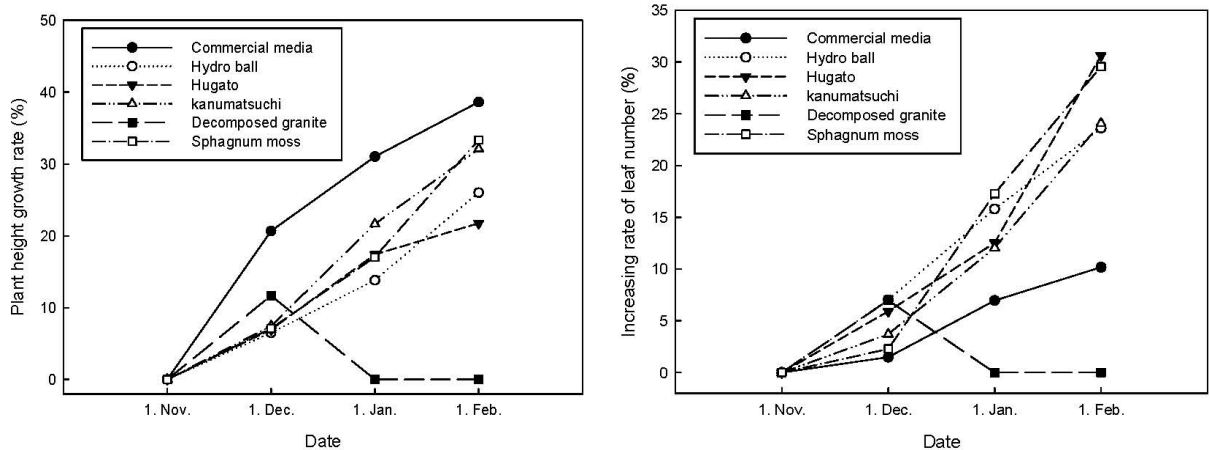 50
40
30
20
10
0
Plant height growth rate (%)
Commercial media
Hydro ball
Hugato
kanumatsuchi
Decomposed granite
Sphagnum moss
1. Nov.
1. Dec.
1. Jan.
1. Feb.
Date
35
30
25
20
15
10
5
0
Increasing rate of leaf number (%)
Commercial media
Hydro ball
Hugato
kanumatsuchi
Decomposed granite
Sphagnum moss
1. Nov.
1. Dec.
1. Jan.
1. Feb.
Date